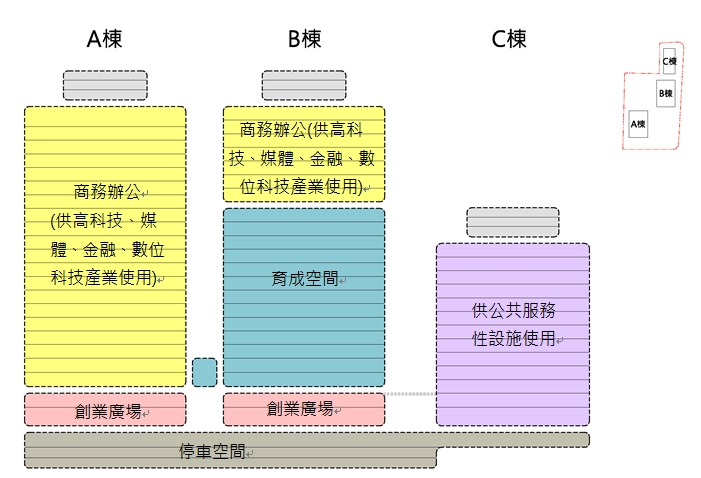 A棟
B棟
C棟
C棟
B棟
A棟
商務辦公
(供高科技、媒
體、金融、數位
科技產業使用)
商務辦公(供高科
技、媒體、金融、數
位科技產業使用)
育成空間
供公共服務
性設施使用
創業廣場
創業廣場
停車空間